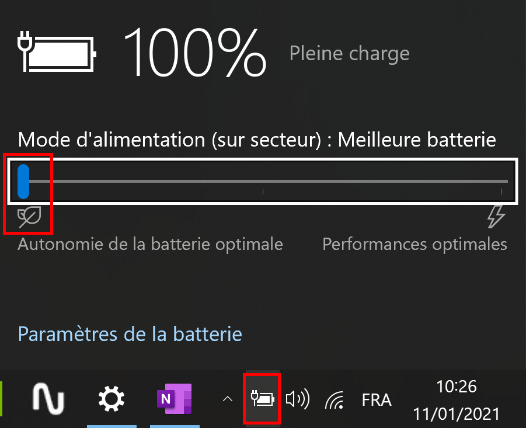 100% Pleine charge
Mode d'alimentation (sur secteur) : Meilleure batterie
Autonomie de la batterie optimale Performances optimales
Paramètres de la batterie
N FRA 10:26
11/01/2021